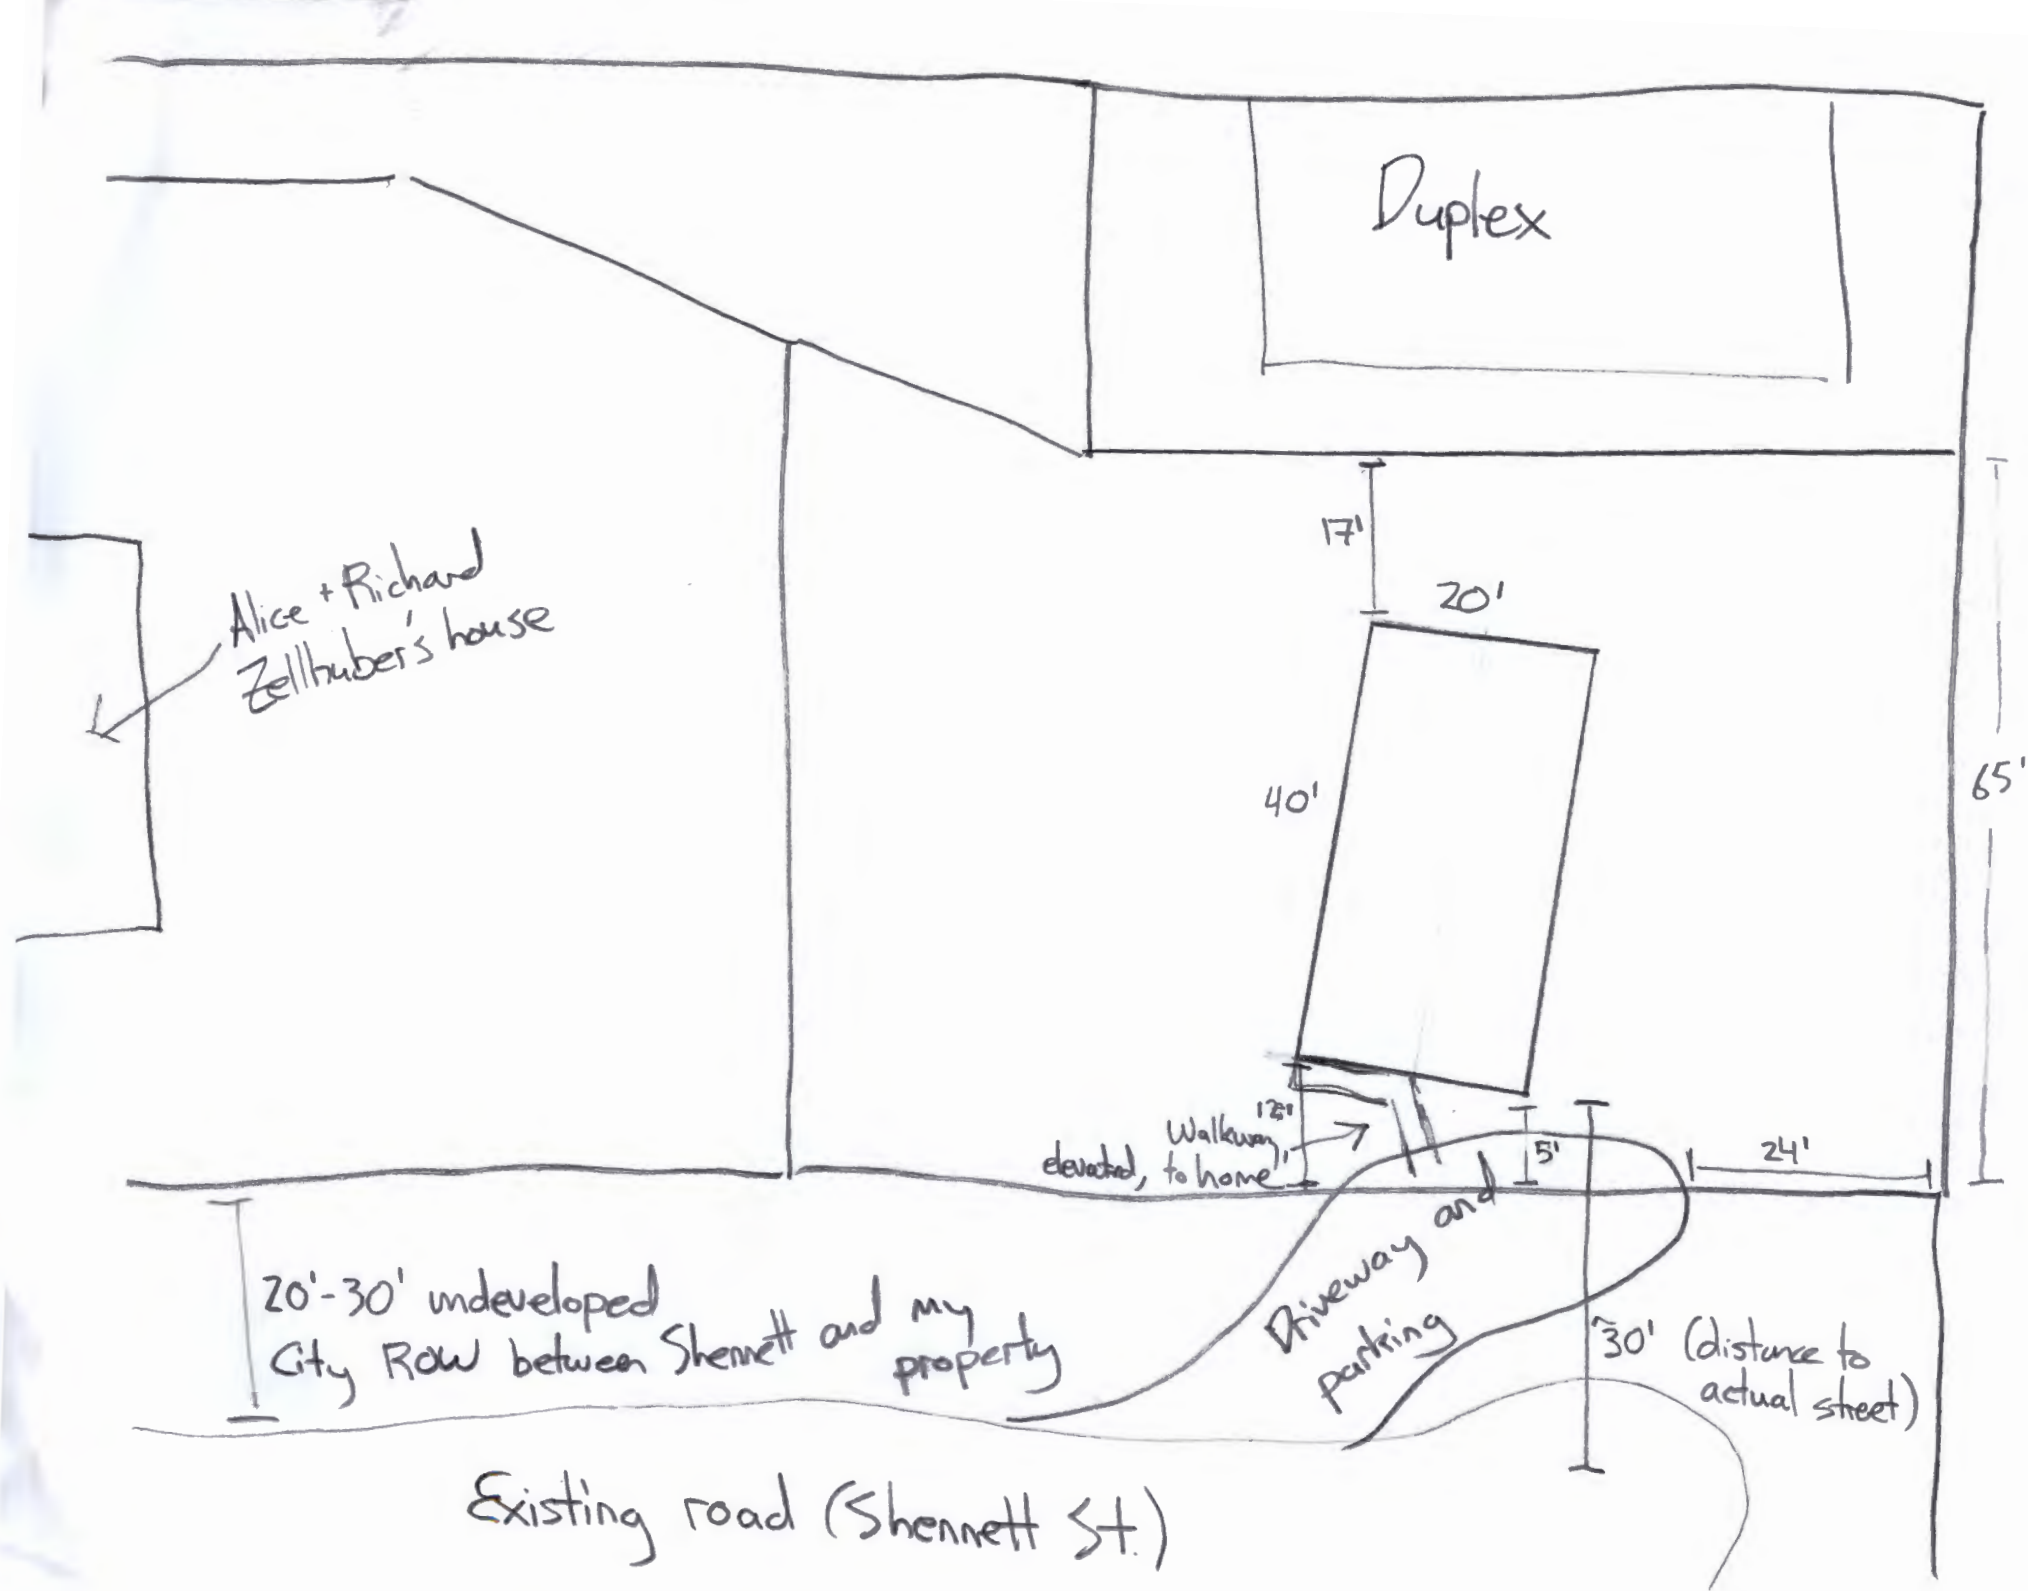 Duplex
17'
20'
Alice + Richard
Zellhuber's house
65'
40'
Walkway,
elevated, to home
5'
24'
Driveway and
parking
20'-30' undeveloped
City ROW between Shennett and my
property
~30' (distance to
actual street)
Existing road (Shennett St.)